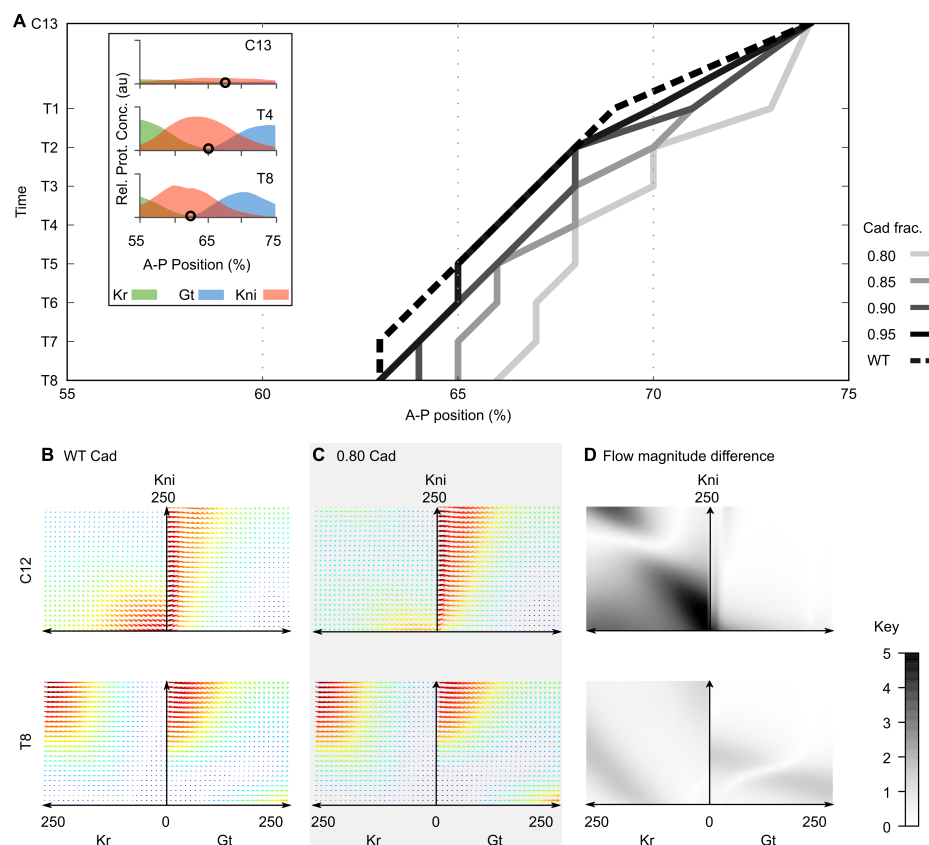 A
C13
T1
T2
T3
T4
T5
T6
T7
T8
Time
55 60 65 70 75
A-P position (%)
Rel. Prot. Conc. (au)
C13
T4
T8
55 65 75
A-P Position (%)
Kr Gt Kni
Cad frac.
0.80
0.85
0.90
0.95
WT
B WT Cad
C 0.80 Cad
D Flow magnitude difference
Kni
250
Kni
250
Kni
250
C12
T8
250 0 250
Kr Gt
250 0 250
Kr Gt
250 0 250
Kr Gt
Key
5
4
3
2
1
0